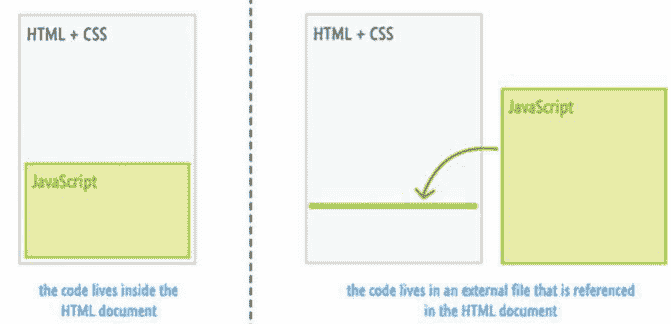 HTML + CSS
JavaScript
the code lives inside the
HTML document
HTML + CSS
JavaScript
the code lives in an external file that is referenced
in the HTML document